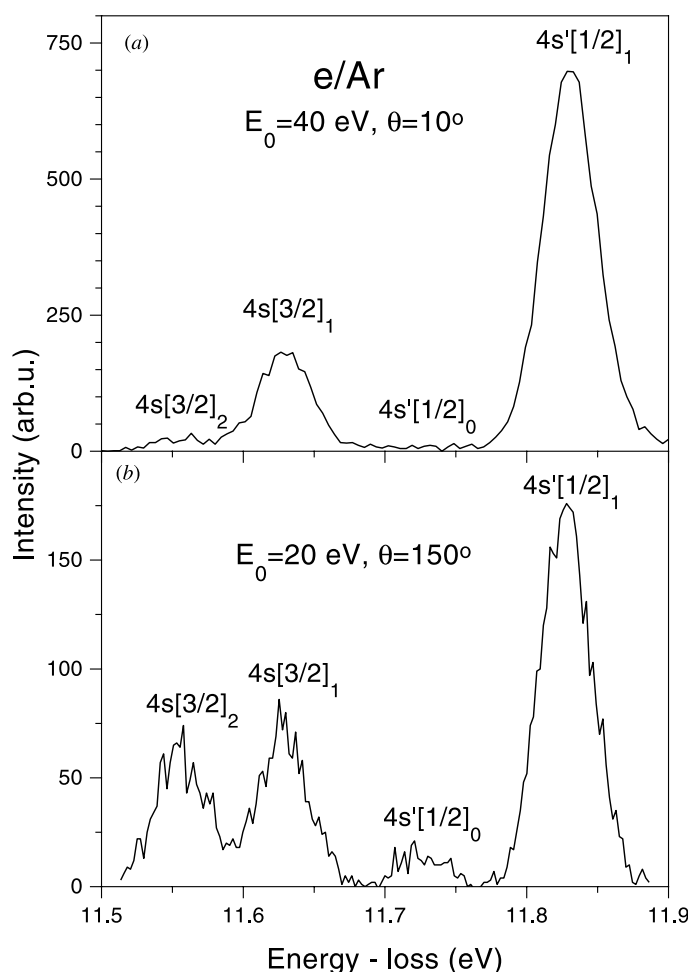 (a)
4s'[1/2]₁
e/Ar
E₀=40 eV, θ=10º
4s[3/2]₁
4s[3/2]₂
4s'[1/2]₀
750
500
250
0
Intensity (arb.u.)
(b)
4s'[1/2]₁
E₀=20 eV, θ=150º
4s[3/2]₁
4s[3/2]₂
4s'[1/2]₀
150
100
50
0
11.5 11.6 11.7 11.8 11.9
Energy - loss (eV)